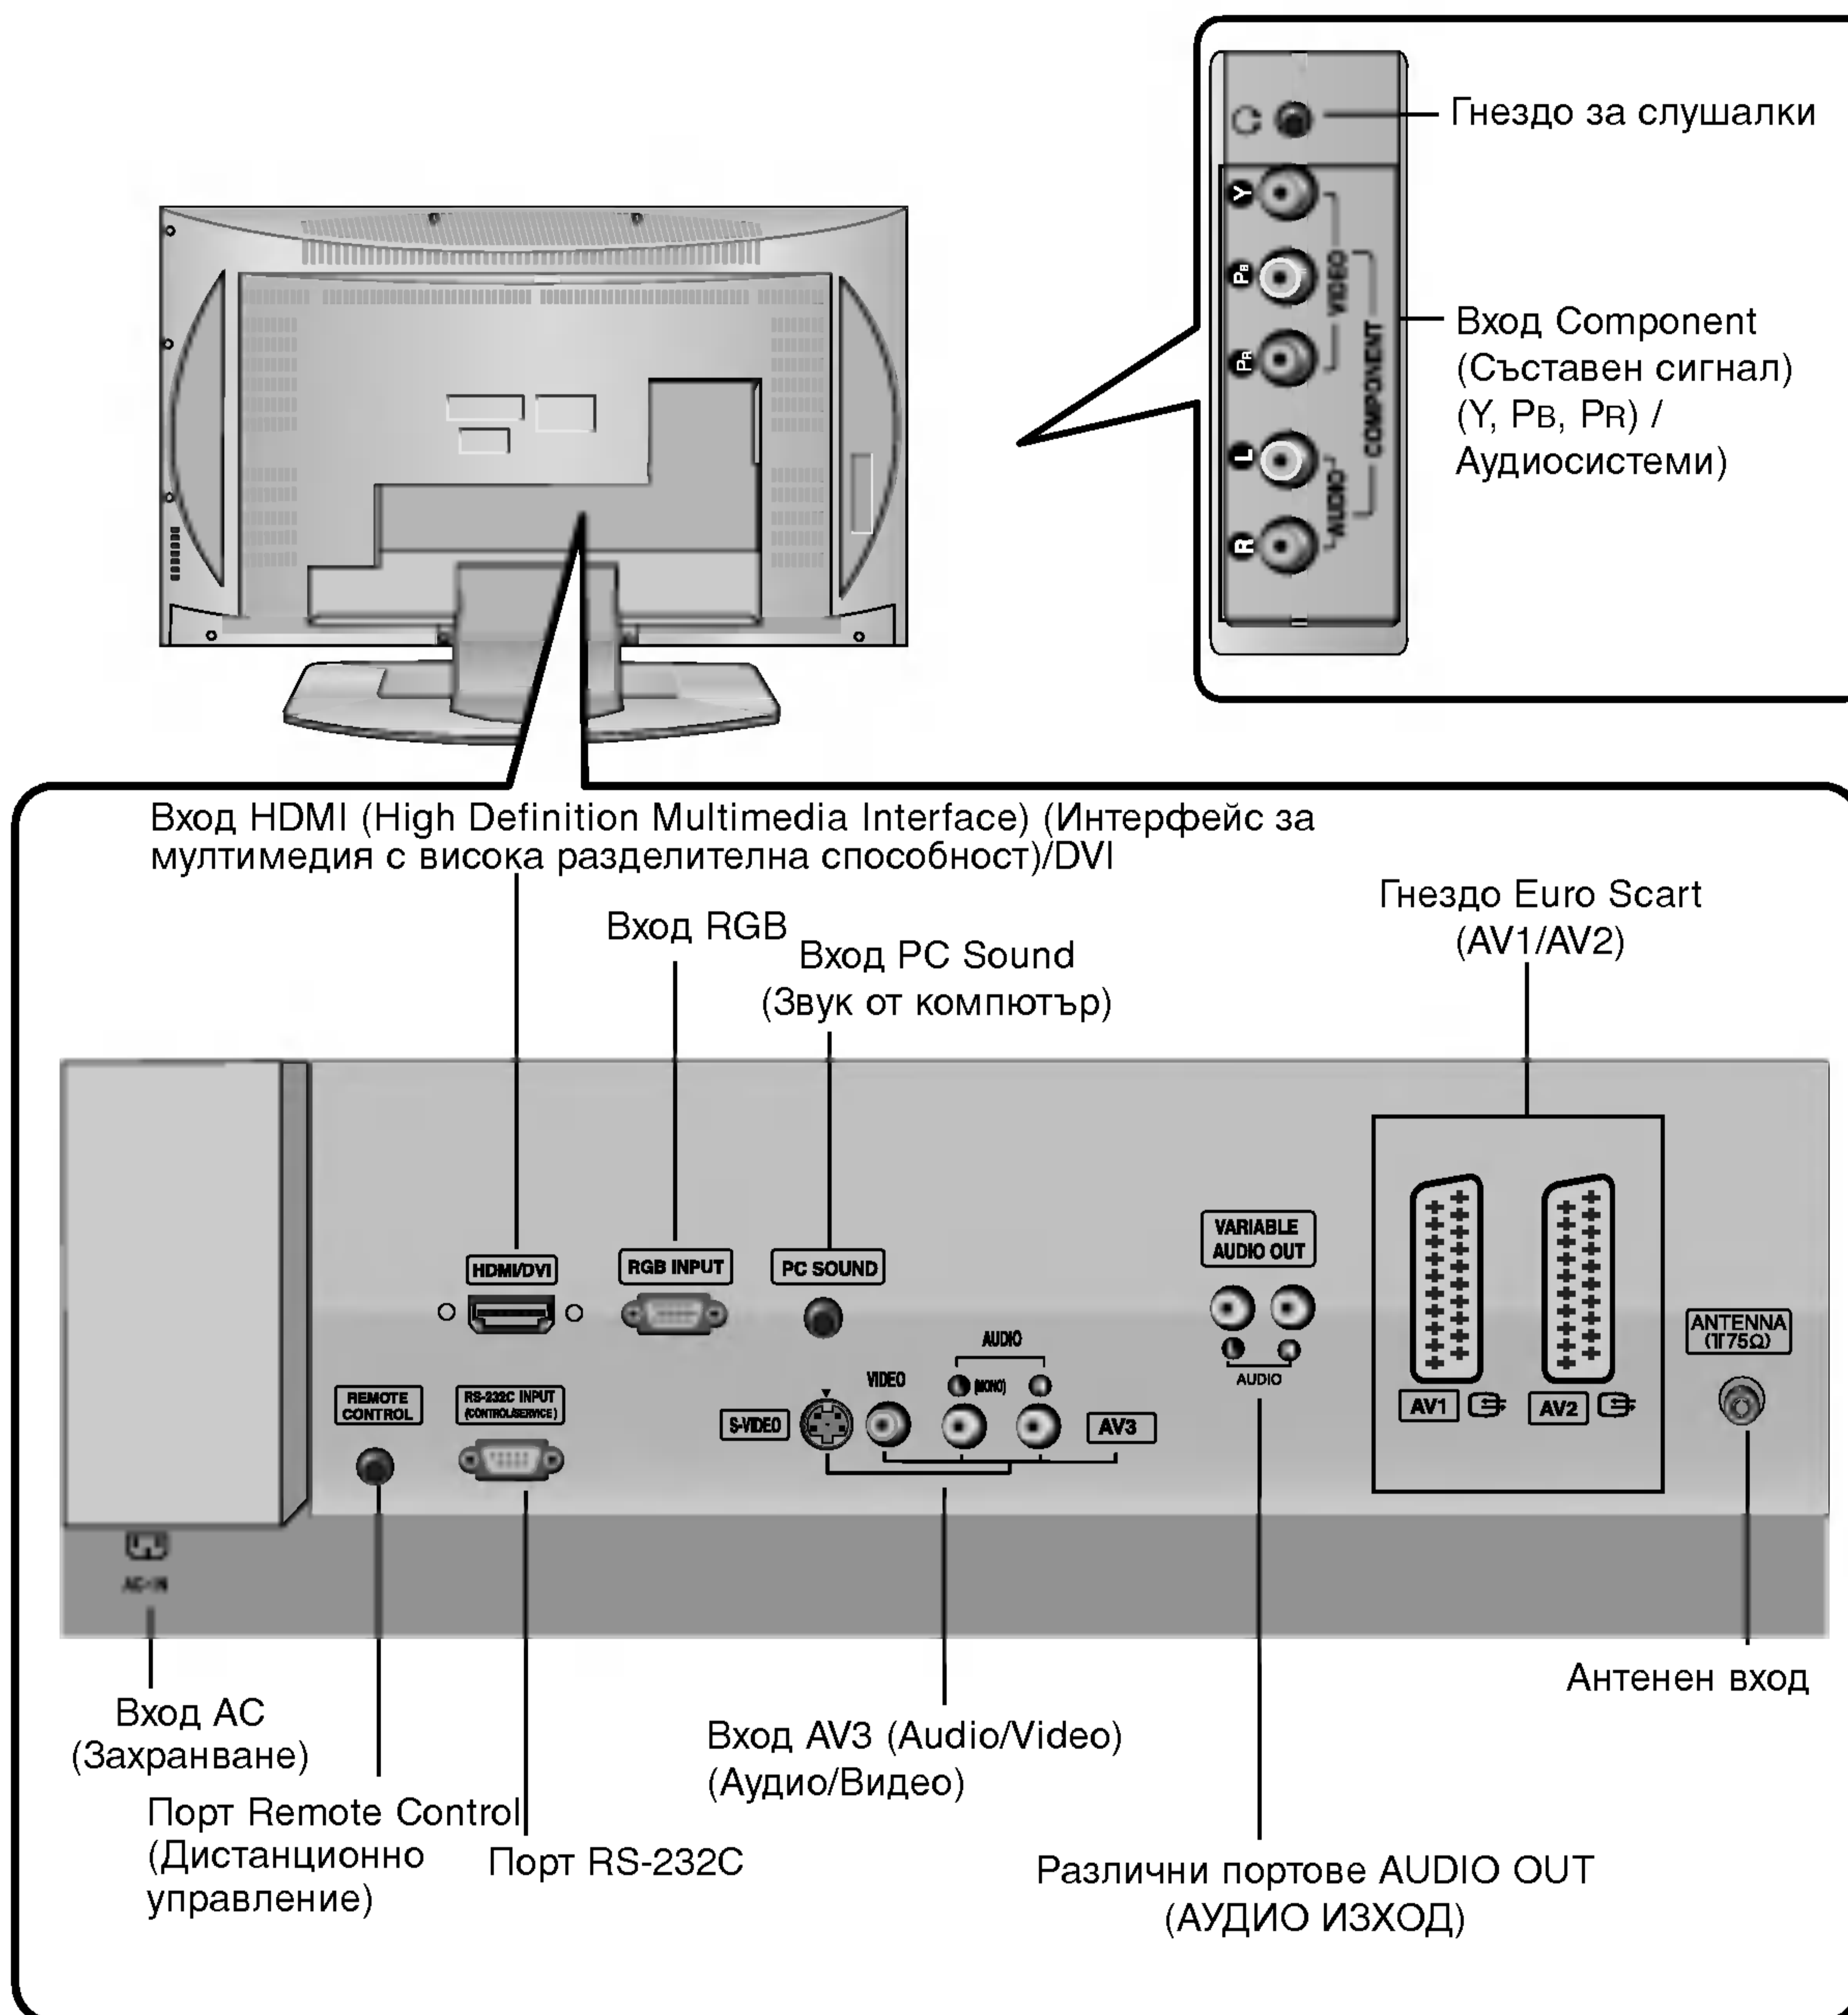 Гнездо за слушалки
Y
PB
PR
L
R
VIDEO
AUDIO
COMPONENT
Вход Component
(Съставен сигнал)
(Y, PB, PR) /
Аудиосистеми)
Вход HDMI (High Definition Multimedia Interface) (Интерфейс за
мултимедия с висока разделителна способност)/DVI
Вход RGB
Вход PC Sound
(Звук от компютър)
Гнездо Euro Scart
(AV1/AV2)
HDMI/DVI
RGB INPUT
PC SOUND
VARIABLE
AUDIO OUT
AUDIO
ANTENNA
(75Ω)
REMOTE
CONTROL
RS-232C INPUT
(CONTROL/SERVICE)
S-VIDEO
VIDEO
AUDIO
(MONO)
AV3
AV1
AV2
AC-IN
Вход AC
(Захранване)
Порт Remote Control
(Дистанционно
управление)
Порт RS-232C
Вход AV3 (Audio/Video)
(Аудио/Видео)
Различни портове AUDIO OUT
(АУДИО ИЗХОД)
Антенен вход